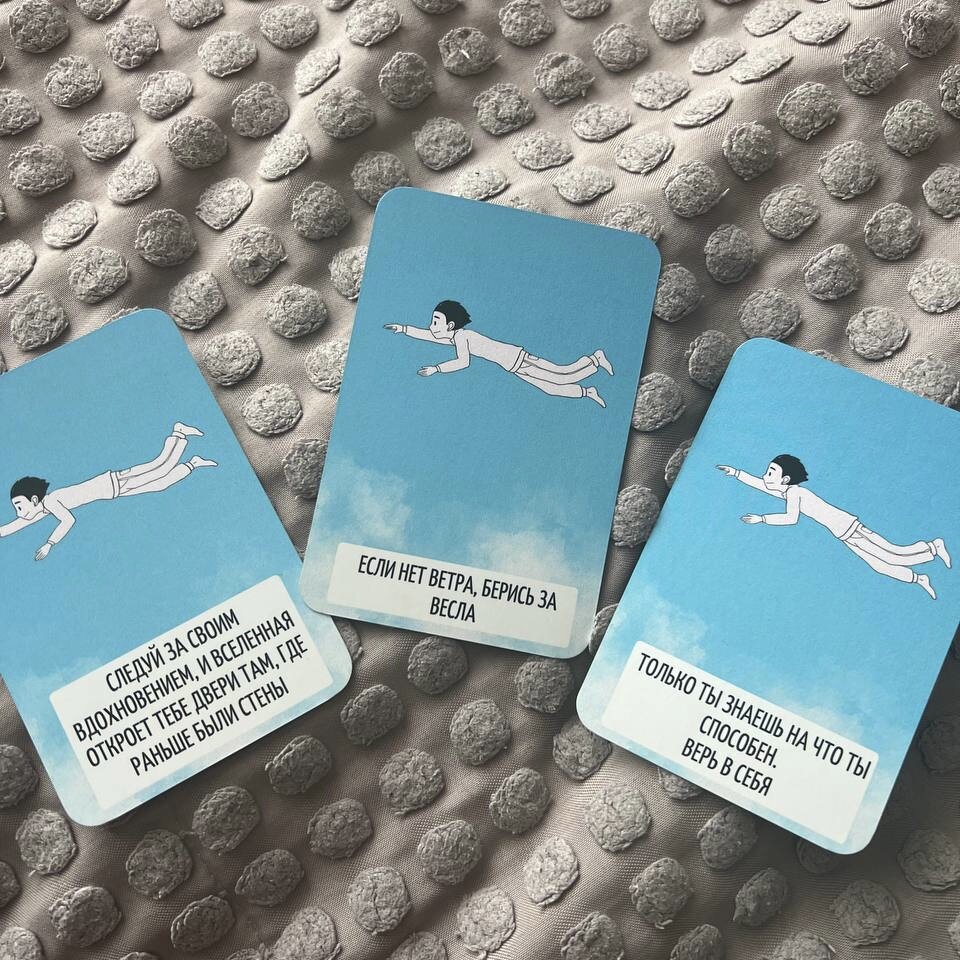 СЛЕДУЙ ЗА СВОИМ
ВДОХНОВЕНИЕМ, И ВСЕЛЕННАЯ
ОТКРОЕТ ТЕБЕ ДВЕРИ ТАМ, ГДЕ
РАНЬШЕ БЫЛИ СТЕНЫ
ЕСЛИ НЕТ ВЕТРА, БЕРИСЬ ЗА
ВЕСЛА
ТОЛЬКО ТЫ ЗНАЕШЬ НА ЧТО ТЫ
СПОСОБЕН.
ВЕРЬ В СЕБЯ